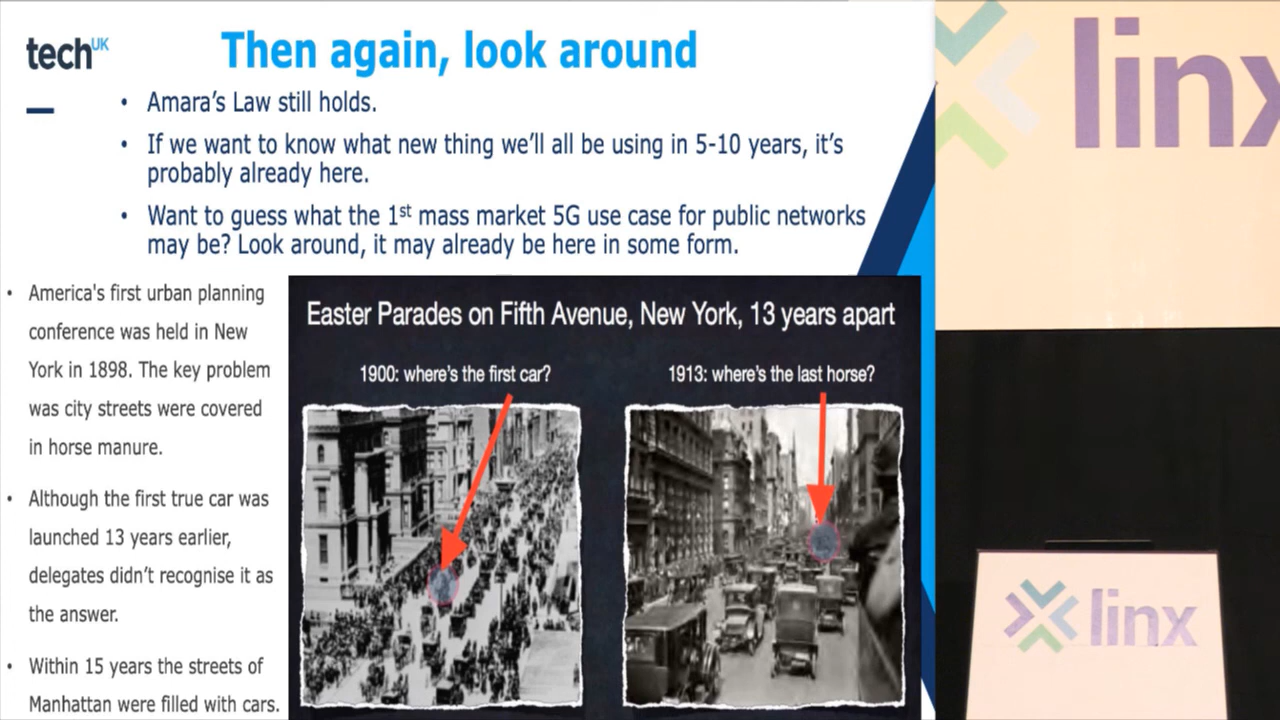 techUK
Then again, look around
• Amara's Law still holds.
• If we want to know what new thing we'll all be using in 5-10 years, it's
probably already here.
• Want to guess what the 1st mass market 5G use case for public networks
may be? Look around, it may already be here in some form.
• America's first urban planning
conference was held in New
York in 1898. The key problem
was city streets were covered
in horse manure.
• Although the first true car was
launched 13 years earlier,
delegates didn't recognise it as
the answer.
• Within 15 years the streets of
Manhattan were filled with cars.
Easter Parades on Fifth Avenue, New York, 13 years apart
1900: where's the first car?
1913: where's the last horse?
linx
linx